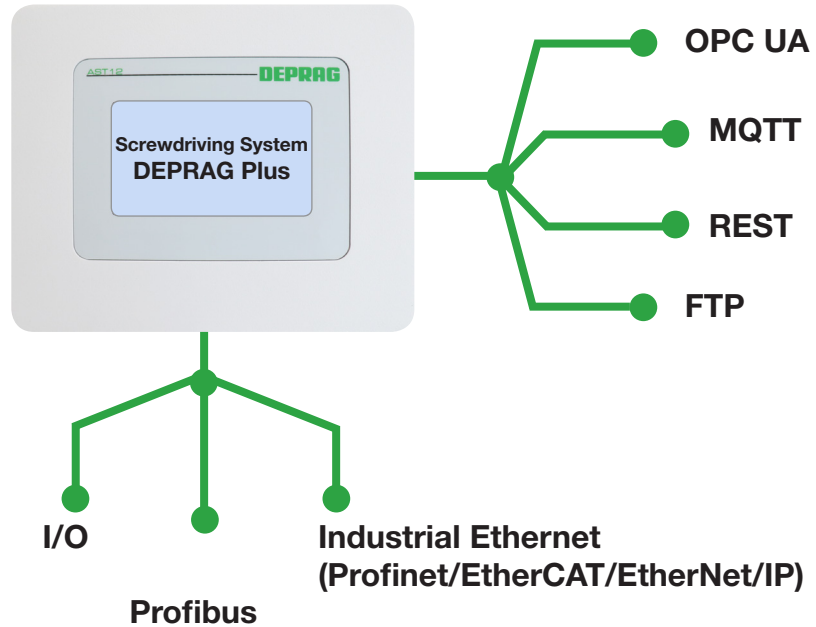 AST12
DEPRAG
Screwdriving System
DEPRAG Plus
OPC UA
MQTT
REST
FTP
I/O
Industrial Ethernet
(Profinet/EtherCAT/EtherNet/IP)
Profibus